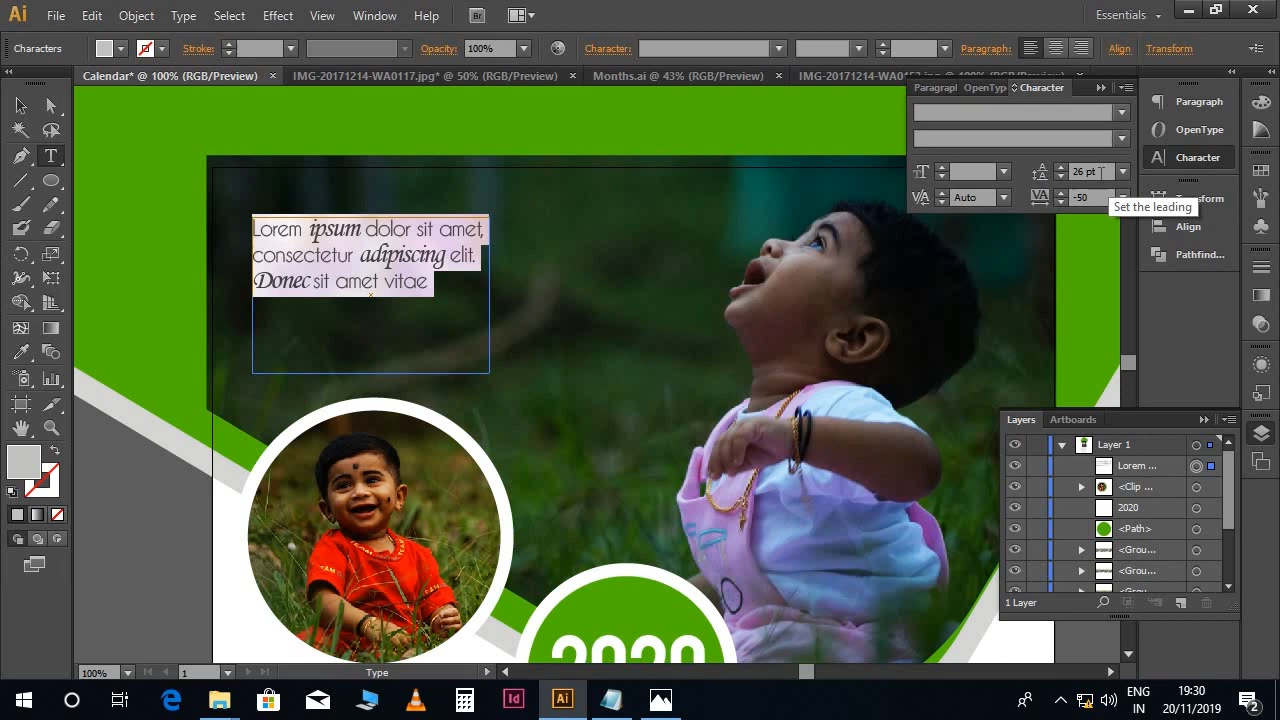 Ai File Edit Object Type Select Effect View Window Help Br Essentials
Characters Stroke: Opacity: 100% Character: Paragraph: Align Transform
Calendar* @ 100% (RGB/Preview) IMG-20171214-WA0117.jpg* @ 50% (RGB/Preview) Months.ai @ 43% (RGB/Preview)
Paragraph OpenType Character
Paragraph
OpenType
Character
26 pt
Auto -50
Set the leading
Align
Pathfind...
Lorem ipsum dolor sit amet,
consectetur adipiscing elit.
Donec sit amet vitae
Layers Artboards
Layer 1
Lorem ...
<Clip ...
2020
<Path>
<Grou...
<Grou...
1 Layer
2020
100% 1 Type
Id Ai
ENG
IN
19:30
20/11/2019
2